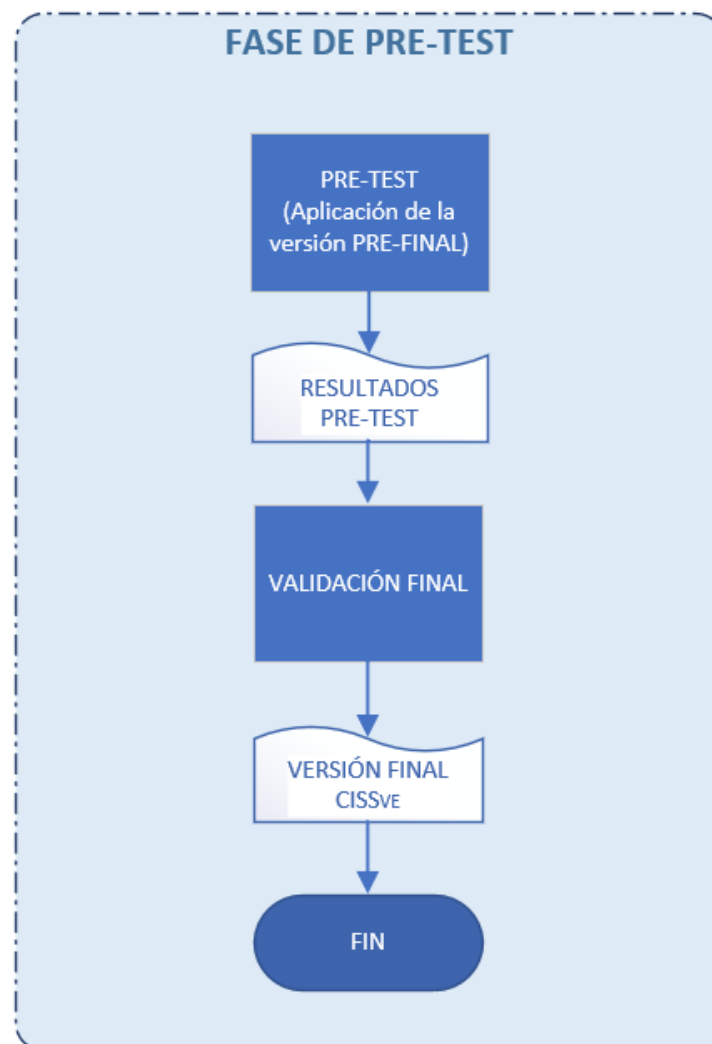 FASE DE PRE-TEST
PRE-TEST
(Aplicación de la
versión PRE-FINAL)
RESULTADOS
PRE-TEST
VALIDACIÓN FINAL
VERSIÓN FINAL
CISSVE
FIN